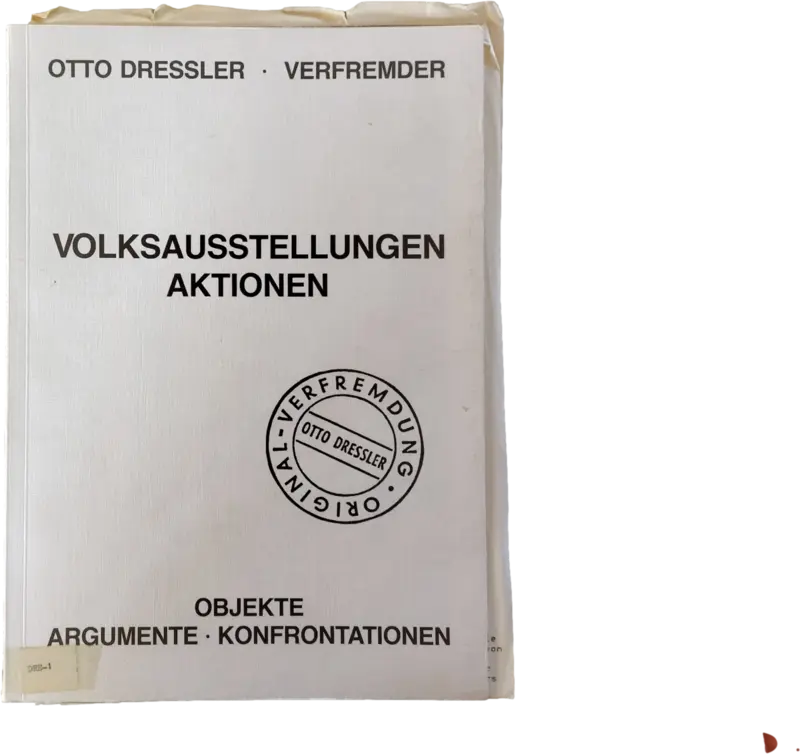 OTTO DRESSLER · VERFREMDER
VOLKSAUSSTELLUNGEN
AKTIONEN
ORIGINAL-VERFREMDUNG ·
OTTO DRESSLER
OBJEKTE
ARGUMENTE · KONFRONTATIONEN